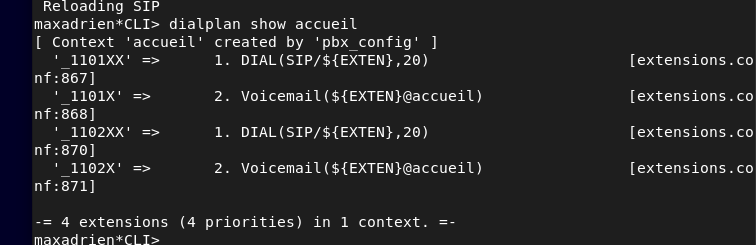 Reloading SIP
maxadrien*CLI> dialplan show accueil
[ Context 'accueil' created by 'pbx_config' ]
  '_1101XX' =>      1. DIAL(SIP/${EXTEN},20)                      [extensions.co
nf:867]
  '_1101X' =>       2. Voicemail(${EXTEN}@accueil)                [extensions.co
nf:868]
  '_1102XX' =>      1. DIAL(SIP/${EXTEN},20)                      [extensions.co
nf:870]
  '_1102X' =>       2. Voicemail(${EXTEN}@accueil)                [extensions.co
nf:871]
-= 4 extensions (4 priorities) in 1 context. =-
maxadrien*CLI>